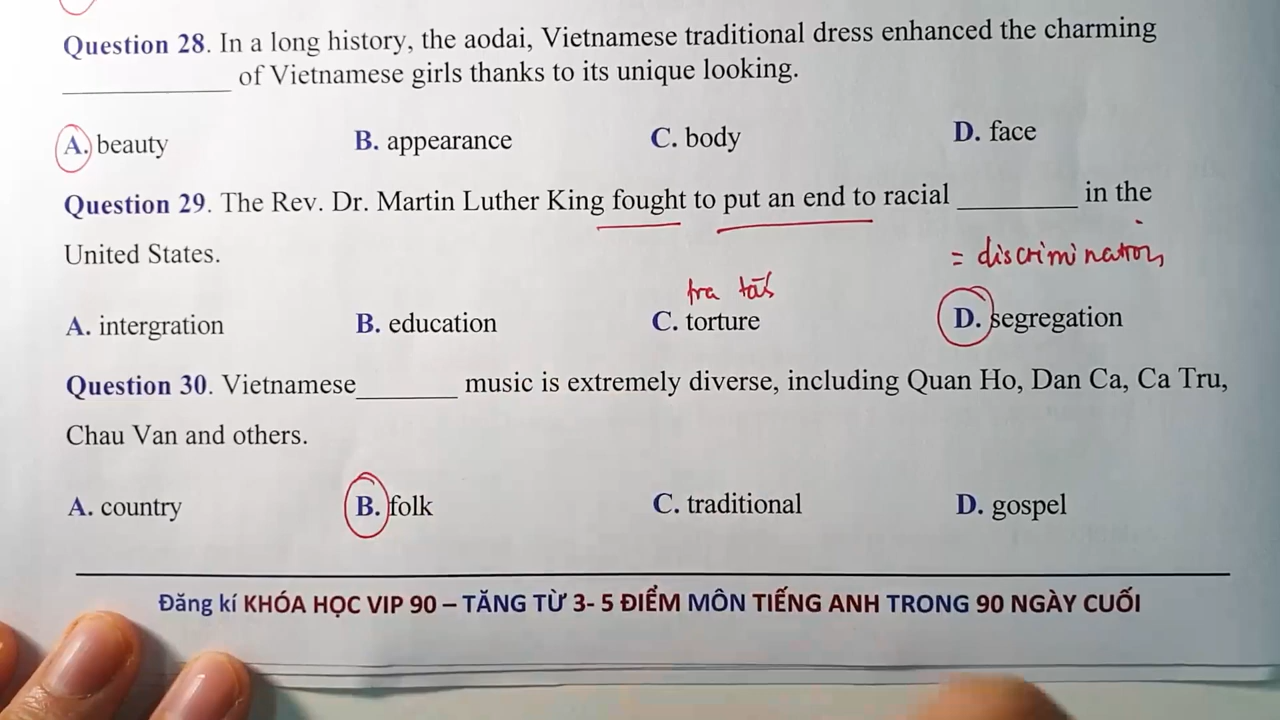 Question 28. In a long history, the aodai, Vietnamese traditional dress enhanced the charming
____________ of Vietnamese girls thanks to its unique looking.
A. beauty B. appearance C. body D. face
Question 29. The Rev. Dr. Martin Luther King fought to put an end to racial _________ in the
United States.
= discrimination
tra tấn
A. intergration B. education C. torture D. segregation
Question 30. Vietnamese_______ music is extremely diverse, including Quan Ho, Dan Ca, Ca Tru,
Chau Van and others.
A. country B. folk C. traditional D. gospel
Đăng kí KHÓA HỌC VIP 90 – TĂNG TỪ 3- 5 ĐIỂM MÔN TIẾNG ANH TRONG 90 NGÀY CUỐI